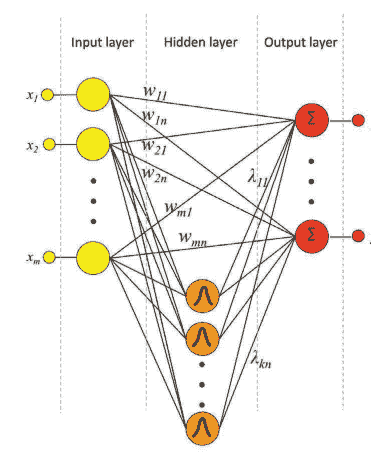 Input layer
Hidden layer
Output layer
x1
w11
w1n
Σ
x2
w21
w2n
λ11
wm1
Σ
xm
wmn
λkn